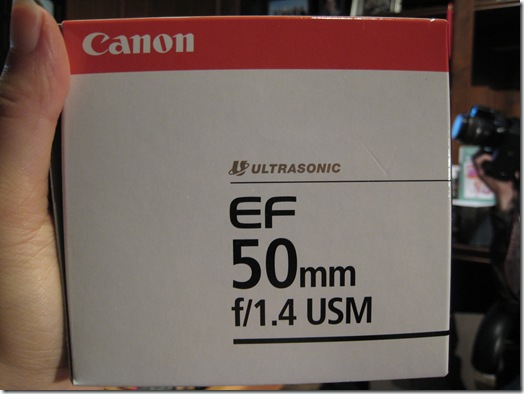 Canon
ULTRASONIC
EF
50mm
f/1.4 USM